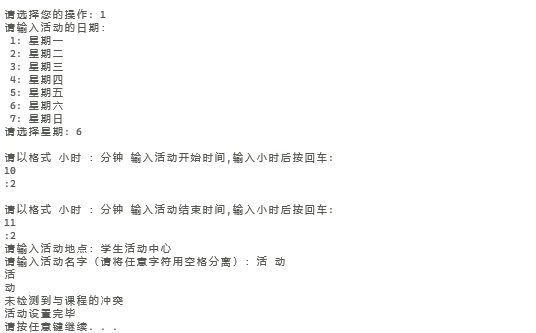 请选择您的操作: 1
请输入活动的日期:
1: 星期一
2: 星期二
3: 星期三
4: 星期四
5: 星期五
6: 星期六
7: 星期日
请选择星期: 6
请以格式 小时 : 分钟 输入活动开始时间,输入小时后按回车:
10
:2
请以格式 小时 : 分钟 输入活动结束时间,输入小时后按回车:
11
:2
请输入活动地点: 学生活动中心
请输入活动名字（请将任意字符用空格分离）: 活 动
活
动
未检测到与课程的冲突
活动设置完毕
请按任意键继续. . .